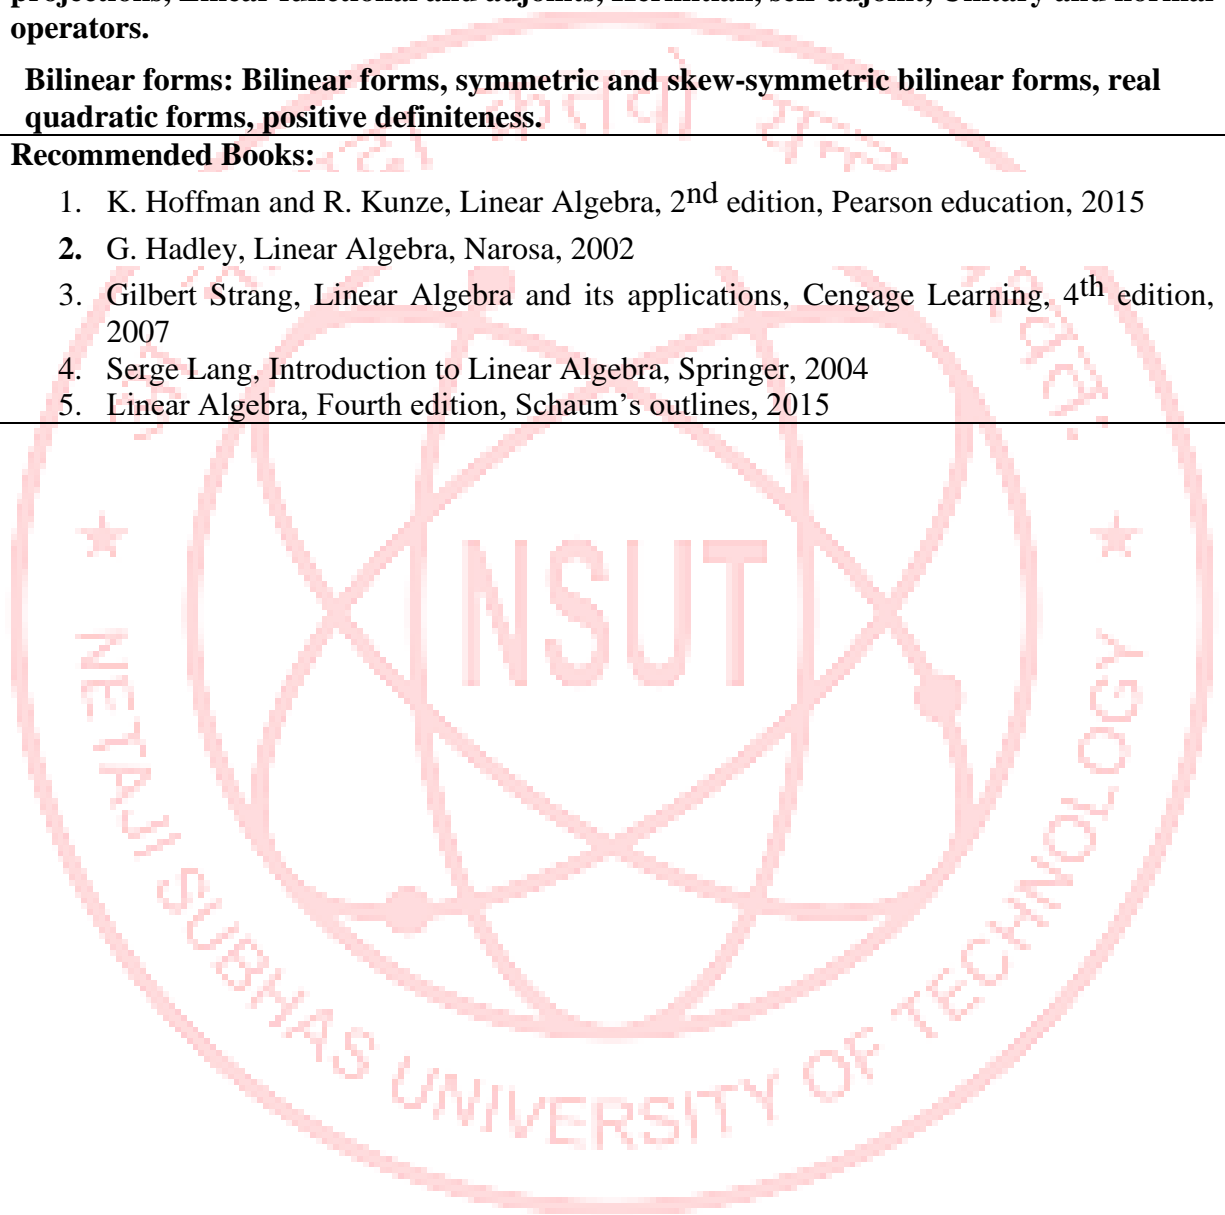 operators.
Bilinear forms: Bilinear forms, symmetric and skew-symmetric bilinear forms, real
quadratic forms, positive definiteness.
Recommended Books:
1. K. Hoffman and R. Kunze, Linear Algebra, 2nd edition, Pearson education, 2015
2. G. Hadley, Linear Algebra, Narosa, 2002
3. Gilbert Strang, Linear Algebra and its applications, Cengage Learning, 4th edition,
2007
4. Serge Lang, Introduction to Linear Algebra, Springer, 2004
5. Linear Algebra, Fourth edition, Schaum's outlines, 2015
NSUT
NETAJI SUBHAS UNIVERSITY OF TECHNOLOGY